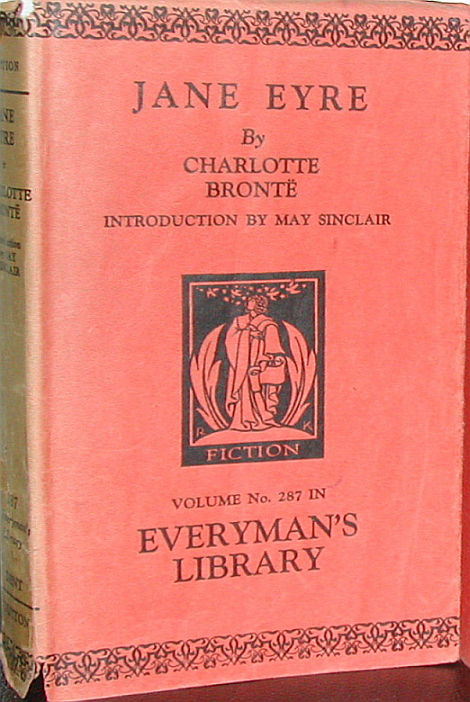 JANE EYRE
By
CHARLOTTE
BRONTË
INTRODUCTION BY MAY SINCLAIR
R K
FICTION
VOLUME No. 287 IN
EVERYMAN'S
LIBRARY